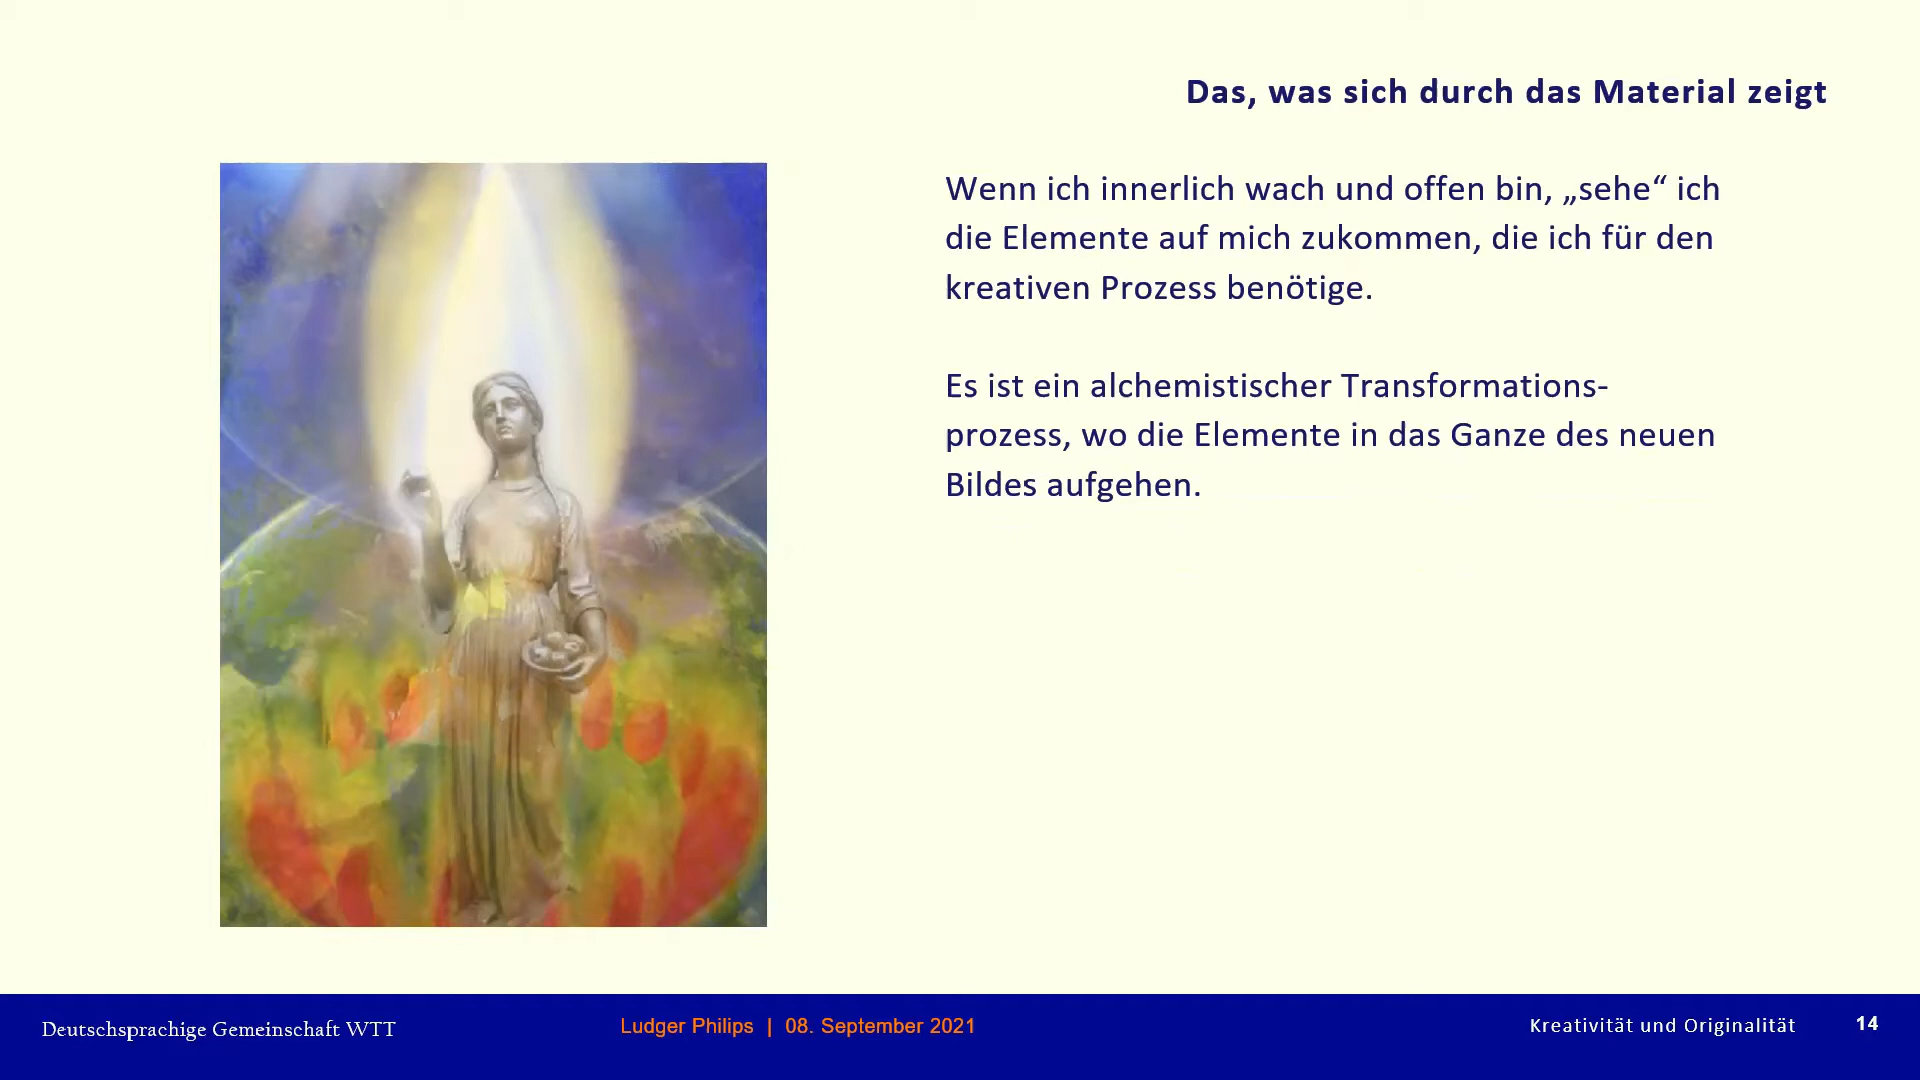 Das, was sich durch das Material zeigt
Wenn ich innerlich wach und offen bin, „sehe“ ich
die Elemente auf mich zukommen, die ich für den
kreativen Prozess benötige.
Es ist ein alchemistischer Transformations-
prozess, wo die Elemente in das Ganze des neuen
Bildes aufgehen.
Deutschsprachige Gemeinschaft WTT
Ludger Philips | 08. September 2021
Kreativität und Originalität
14